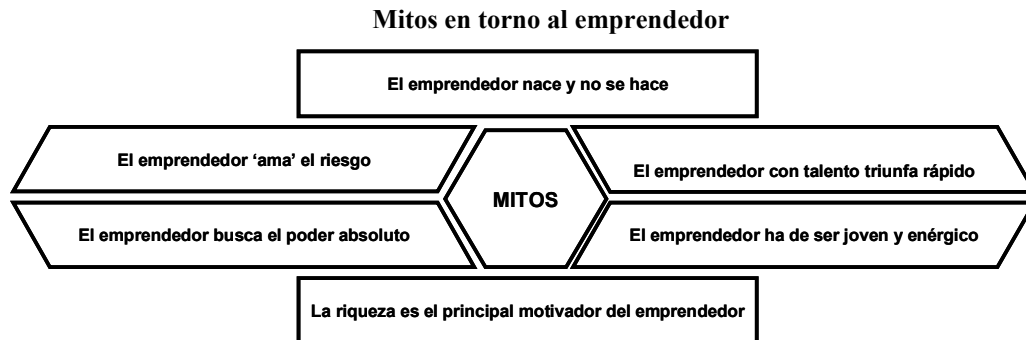 Mitos en torno al emprendedor
El emprendedor nace y no se hace
El emprendedor ‘ama’ el riesgo
El emprendedor con talento triunfa rápido
MITOS
El emprendedor busca el poder absoluto
El emprendedor ha de ser joven y enérgico
La riqueza es el principal motivador del emprendedor